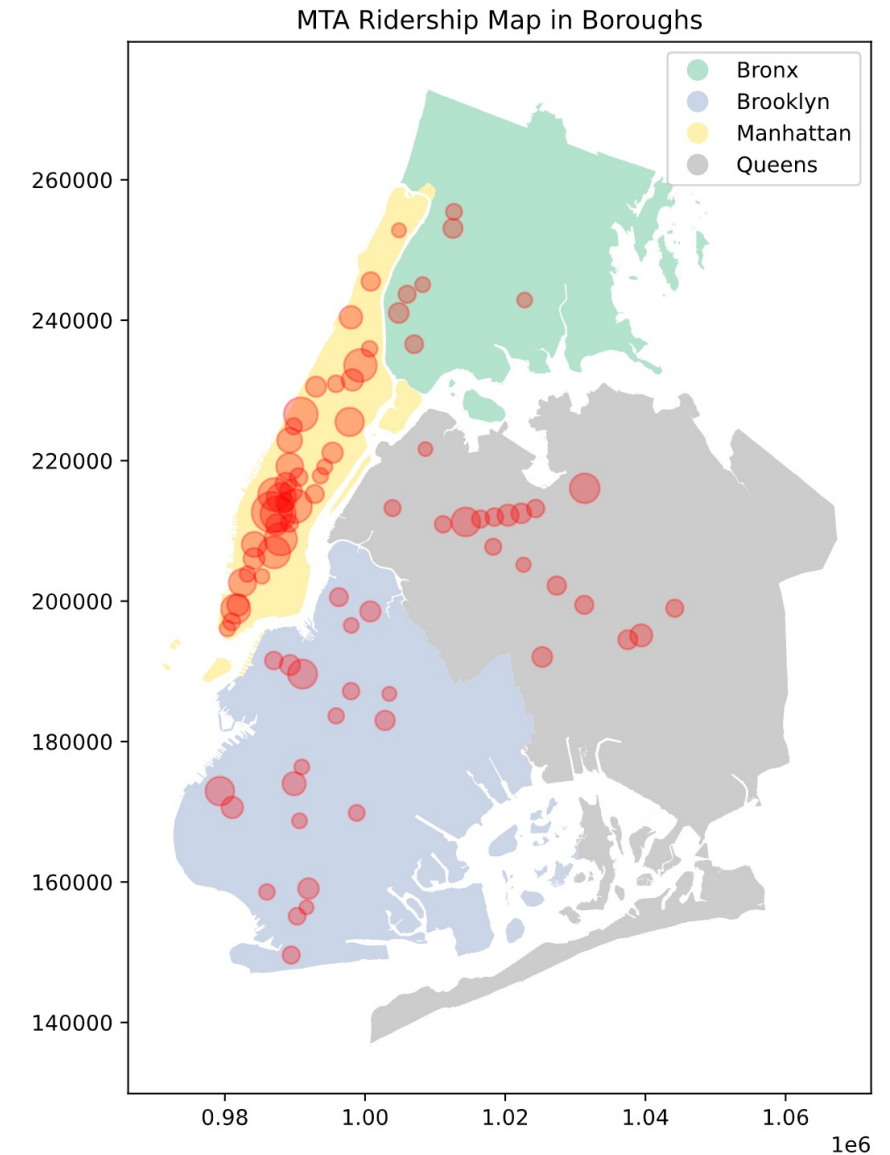 MTA Ridership Map in Boroughs
Bronx
Brooklyn
Manhattan
Queens
260000
240000
220000
200000
180000
160000
140000
0.98 1.00 1.02 1.04 1.06
1e6